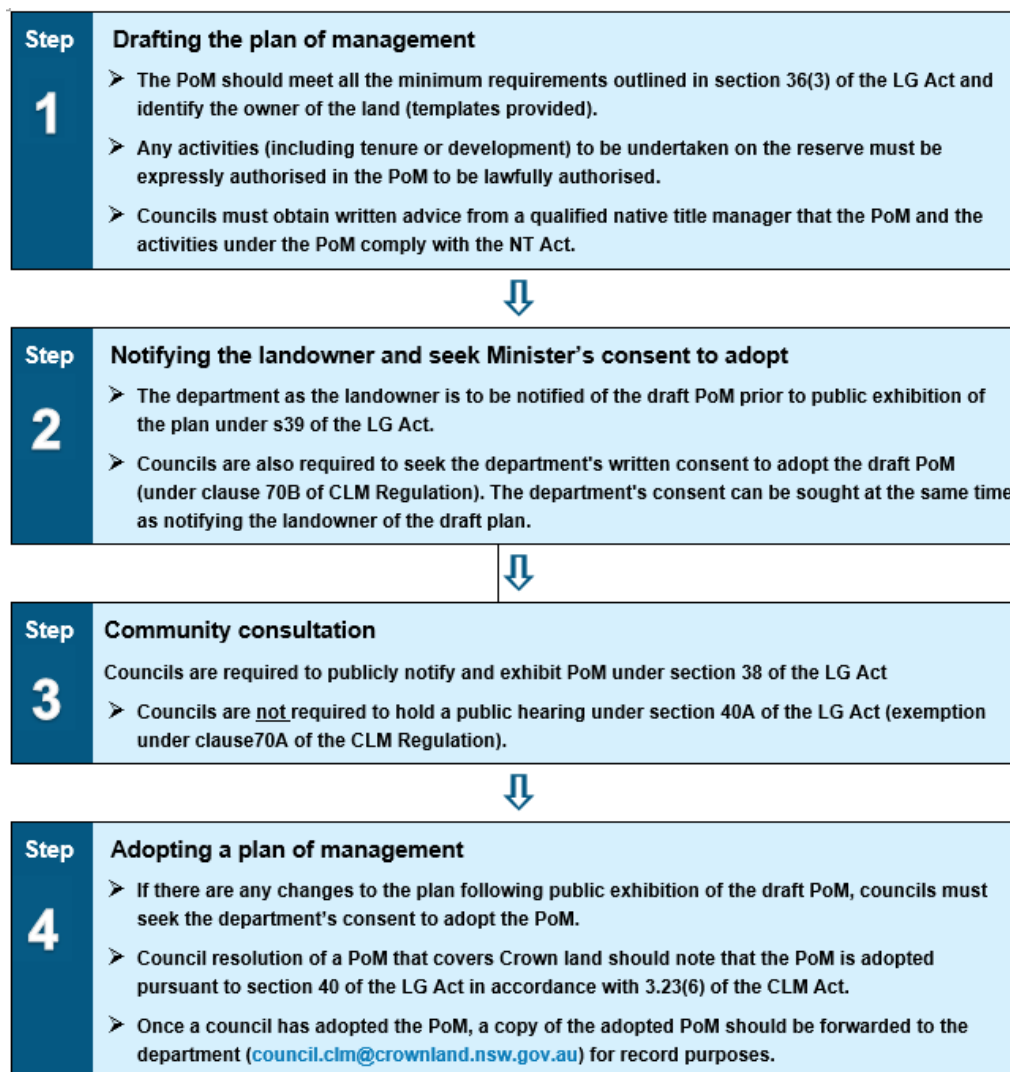 Step
1
Drafting the plan of management
➤ The PoM should meet all the minimum requirements outlined in section 36(3) of the LG Act and
identify the owner of the land (templates provided).
➤ Any activities (including tenure or development) to be undertaken on the reserve must be
expressly authorised in the PoM to be lawfully authorised.
➤ Councils must obtain written advice from a qualified native title manager that the PoM and the
activities under the PoM comply with the NT Act.
Step
2
Notifying the landowner and seek Minister's consent to adopt
➤ The department as the landowner is to be notified of the draft PoM prior to public exhibition of
the plan under s39 of the LG Act.
➤ Councils are also required to seek the department's written consent to adopt the draft PoM
(under clause 70B of CLM Regulation). The department's consent can be sought at the same time
as notifying the landowner of the draft plan.
Step
3
Community consultation
Councils are required to publicly notify and exhibit PoM under section 38 of the LG Act
➤ Councils are not required to hold a public hearing under section 40A of the LG Act (exemption
under clause70A of the CLM Regulation).
Step
4
Adopting a plan of management
➤ If there are any changes to the plan following public exhibition of the draft PoM, councils must
seek the department's consent to adopt the PoM.
➤ Council resolution of a PoM that covers Crown land should note that the PoM is adopted
pursuant to section 40 of the LG Act in accordance with 3.23(6) of the CLM Act.
➤ Once a council has adopted the PoM, a copy of the adopted PoM should be forwarded to the
department (council.clm@crownland.nsw.gov.au) for record purposes.